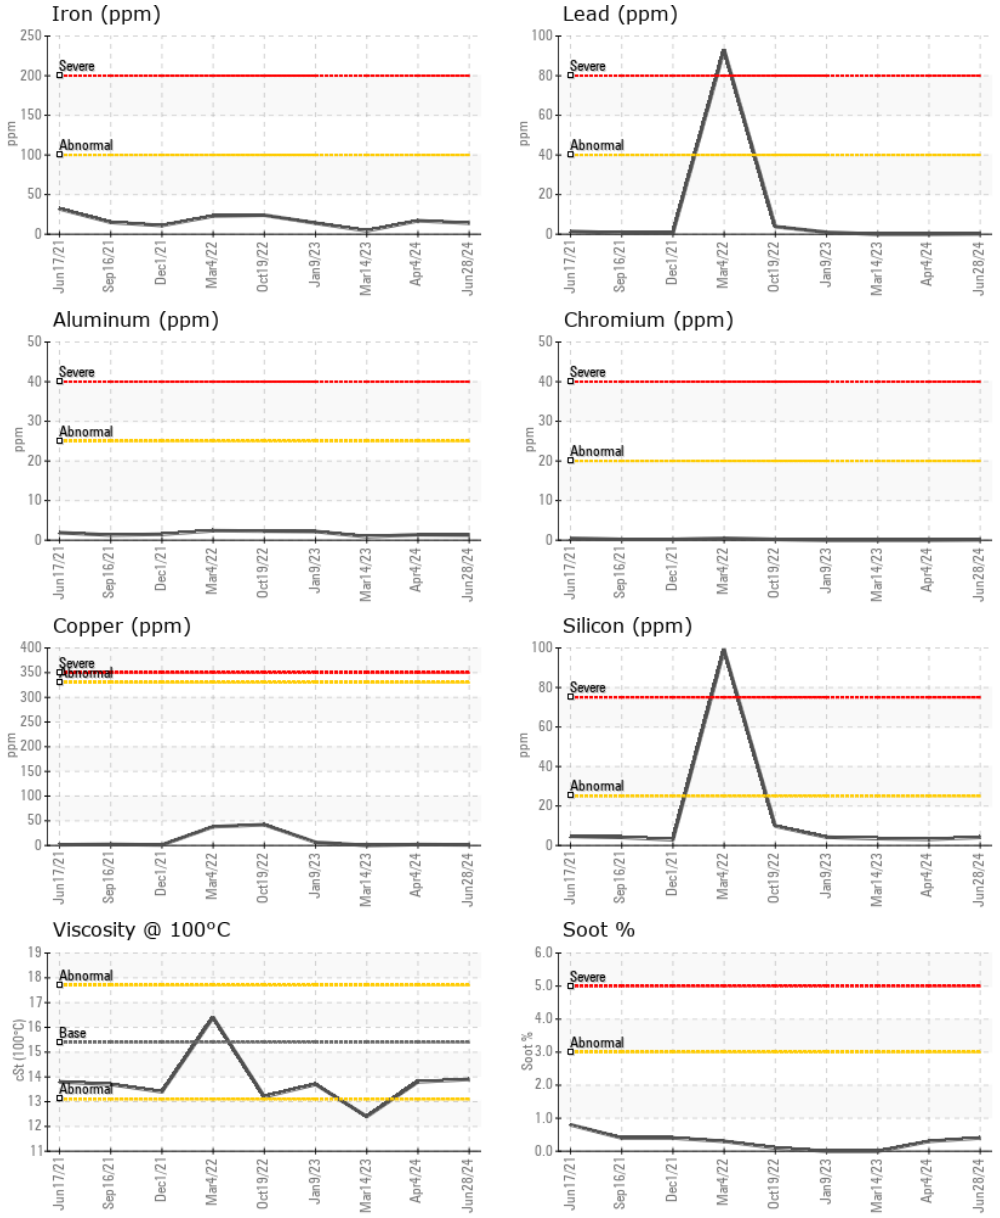 Iron (ppm)
250
200
150
100
50
0
ppm
Severe
Abnormal
Jun17/21
Sep16/21
Dec1/21
Mar4/22
Oct19/22
Jan9/23
Mar14/23
Apr4/24
Jun28/24
Lead (ppm)
100
80
60
40
20
0
ppm
Severe
Abnormal
Jun17/21
Sep16/21
Dec1/21
Mar4/22
Oct19/22
Jan9/23
Mar14/23
Apr4/24
Jun28/24
Aluminum (ppm)
50
40
30
20
10
0
ppm
Severe
Abnormal
Jun17/21
Sep16/21
Dec1/21
Mar4/22
Oct19/22
Jan9/23
Mar14/23
Apr4/24
Jun28/24
Chromium (ppm)
50
40
30
20
10
0
ppm
Severe
Abnormal
Jun17/21
Sep16/21
Dec1/21
Mar4/22
Oct19/22
Jan9/23
Mar14/23
Apr4/24
Jun28/24
Copper (ppm)
400
350
300
250
200
150
100
50
0
ppm
Severe
Abnormal
Jun17/21
Sep16/21
Dec1/21
Mar4/22
Oct19/22
Jan9/23
Mar14/23
Apr4/24
Jun28/24
Silicon (ppm)
100
80
60
40
20
0
ppm
Severe
Abnormal
Jun17/21
Sep16/21
Dec1/21
Mar4/22
Oct19/22
Jan9/23
Mar14/23
Apr4/24
Jun28/24
Viscosity @ 100°C
19
18
17
16
15
14
13
12
11
cSt (100°C)
Abnormal
Base
Abnormal
Jun17/21
Sep16/21
Dec1/21
Mar4/22
Oct19/22
Jan9/23
Mar14/23
Apr4/24
Jun28/24
Soot %
6.0
5.0
4.0
3.0
2.0
1.0
0.0
Soot %
Severe
Abnormal
Jun17/21
Sep16/21
Dec1/21
Mar4/22
Oct19/22
Jan9/23
Mar14/23
Apr4/24
Jun28/24